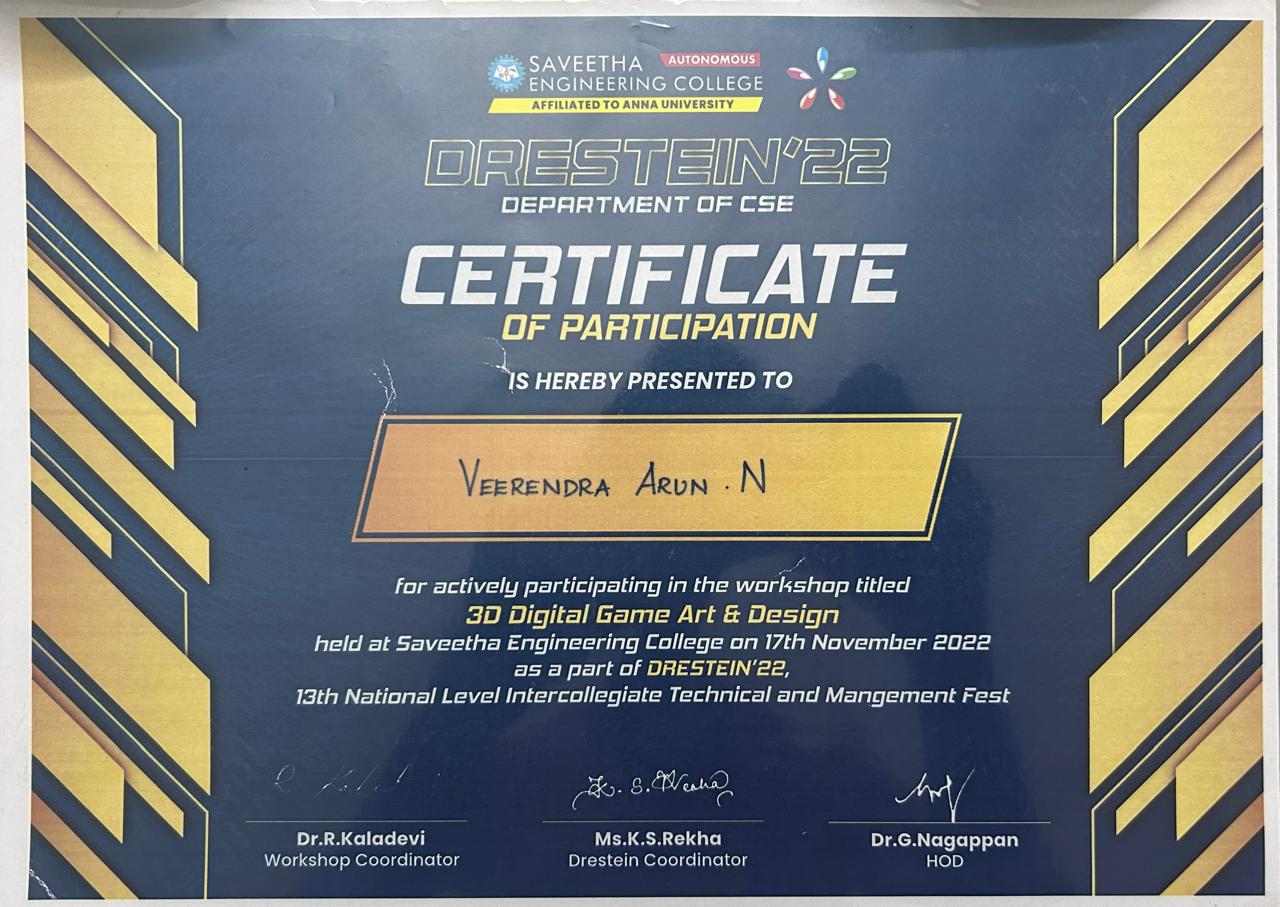 SAVEETHA AUTONOMOUS
ENGINEERING COLLEGE
AFFILIATED TO ANNA UNIVERSITY
DRESTEIN'22
DEPARTMENT OF CSE
CERTIFICATE
OF PARTICIPATION
IS HEREBY PRESENTED TO
VEERENDRA ARUN . N
for actively participating in the workshop titled
3D Digital Game Art & Design
held at Saveetha Engineering College on 17th November 2022
as a part of DRESTEIN'22,
13th National Level Intercollegiate Technical and Mangement Fest
Dr.R.Kaladevi Ms.K.S.Rekha Dr.G.Nagappan
Workshop Coordinator Drestein Coordinator HOD